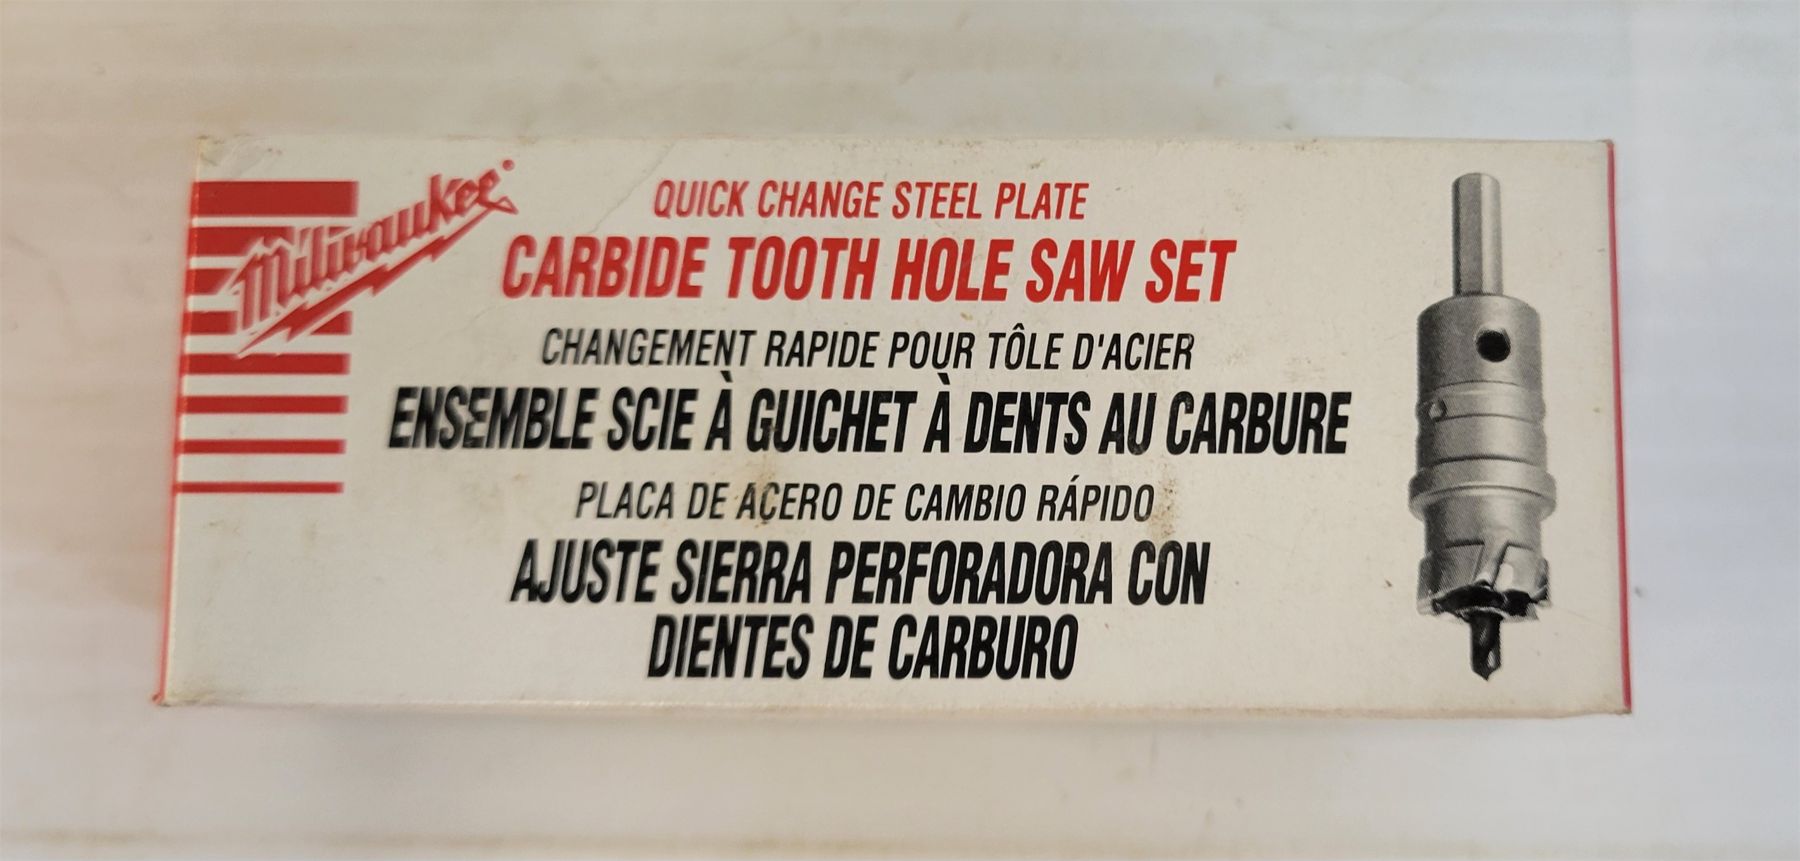 Milwaukee
QUICK CHANGE STEEL PLATE
CARBIDE TOOTH HOLE SAW SET
CHANGEMENT RAPIDE POUR TÔLE D'ACIER
ENSEMBLE SCIE À GUICHET À DENTS AU CARBURE
PLACA DE ACERO DE CAMBIO RÁPIDO
AJUSTE SIERRA PERFORADORA CON
DIENTES DE CARBURO